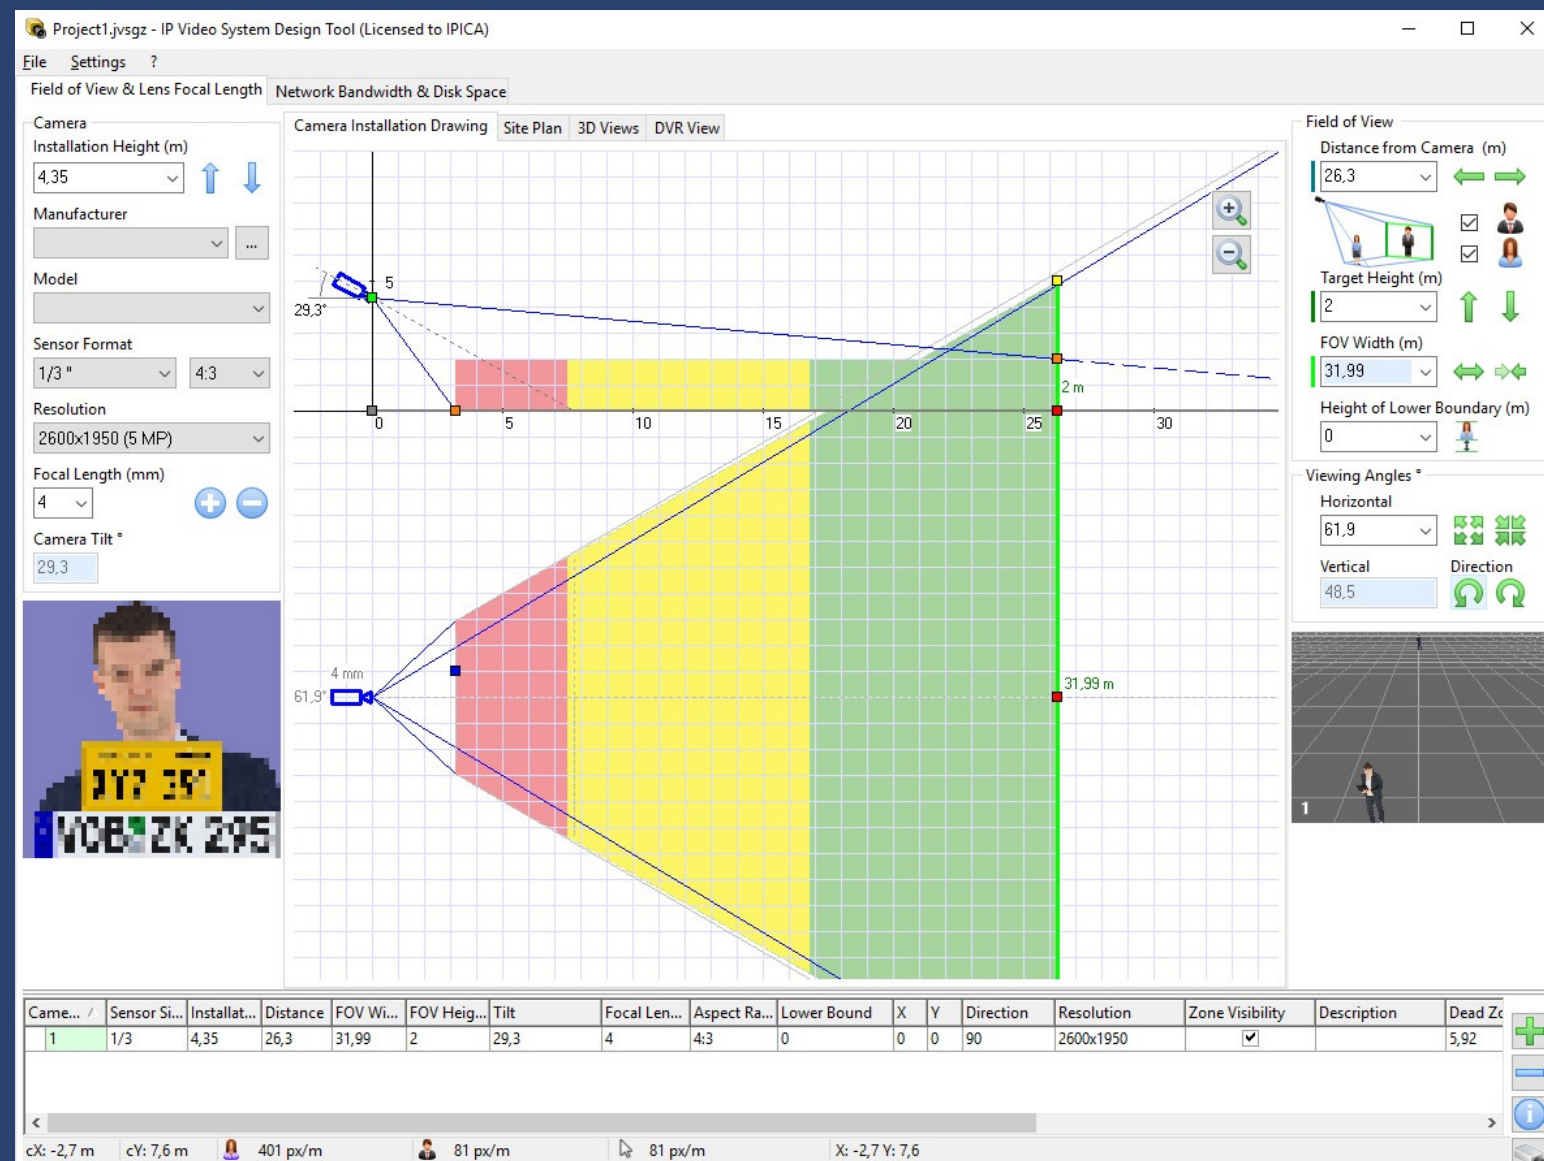 Project1.jvsgz - IP Video System Design Tool (Licensed to IPICA)
File Settings ?
Field of View & Lens Focal Length Network Bandwidth & Disk Space
Camera
Installation Height (m)
4,35
Manufacturer
...
Model
Sensor Format
1/3 " 4:3
Resolution
2600x1950 (5 MP)
Focal Length (mm)
4
Camera Tilt °
29,3
VOB ZK 295
Camera Installation Drawing Site Plan 3D Views DVR View
5
29,3°
2 m
0 5 10 15 20 25 30
4 mm
61,9°
31,99 m
Field of View
Distance from Camera (m)
26,3
Target Height (m)
2
FOV Width (m)
31,99
Height of Lower Boundary (m)
0
Viewing Angles °
Horizontal
61,9
Vertical Direction
48,5
1
1
Came... Sensor Si... Installat... Distance FOV Wi... FOV Heig... Tilt Focal Len... Aspect Ra... Lower Bound X Y Direction Resolution Zone Visibility Description Dead Zo
1 1/3 4,35 26,3 31,99 2 29,3 4 4:3 0 0 0 90 2600x1950 5,92
cX: -2,7 m cY: 7,6 m 401 px/m 81 px/m 81 px/m X: -2,7 Y: 7,6